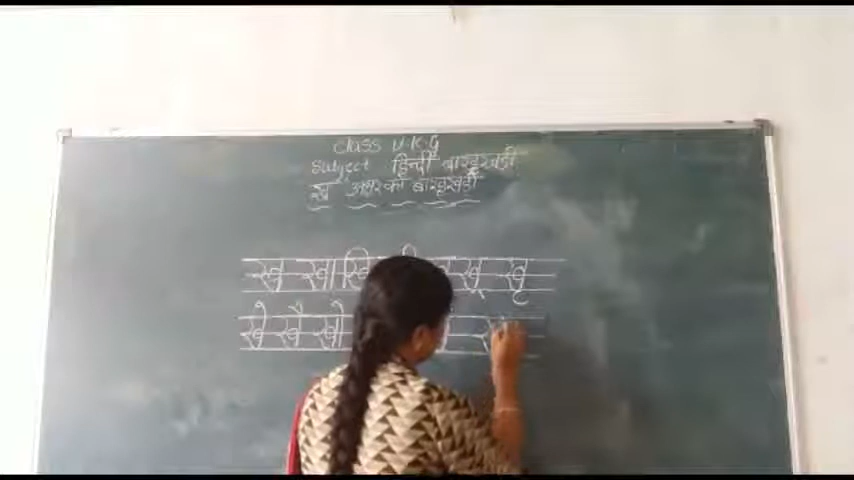 Class U.K.G
Subject हिन्दी बारहखडी
ख अक्षर का बारहखडी
ख खा खि खू खृ
खे खै खो